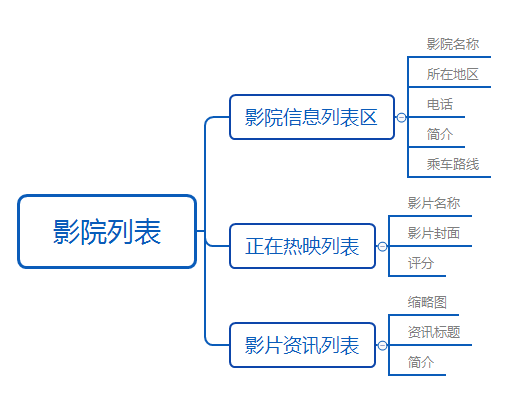 影院列表
影院信息列表区
影院名称
所在地区
电话
简介
乘车路线
正在热映列表
影片名称
影片封面
评分
影片资讯列表
缩略图
资讯标题
简介